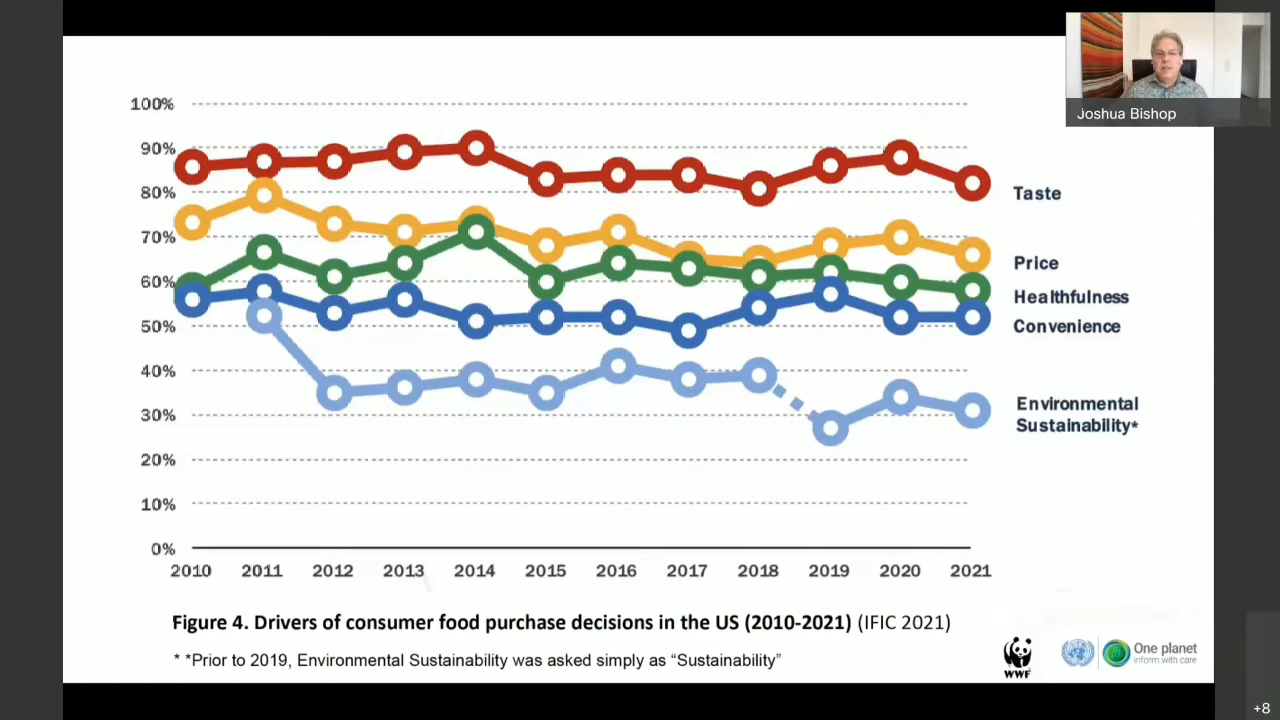 Joshua Bishop
100%
90%
80%
70%
60%
50%
40%
30%
20%
10%
0%
Taste
Price
Healthfulness
Convenience
Environmental
Sustainability*
2010 2011 2012 2013 2014 2015 2016 2017 2018 2019 2020 2021
Figure 4. Drivers of consumer food purchase decisions in the US (2010-2021) (IFIC 2021)
* *Prior to 2019, Environmental Sustainability was asked simply as “Sustainability”
WWF
One planet
inform with care
+8